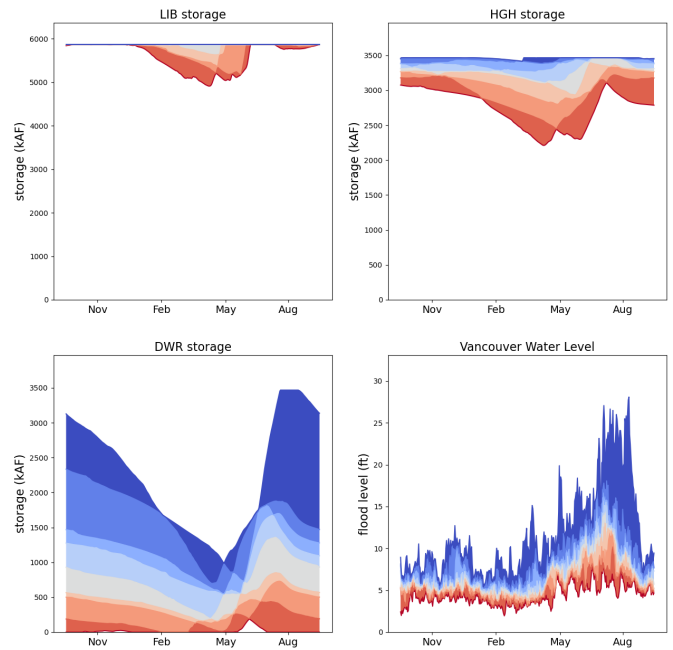 LIB storage
storage (kAF)
6000
5000
4000
3000
2000
1000
0
Nov Feb May Aug
HGH storage
storage (kAF)
3500
3000
2500
2000
1500
1000
500
0
Nov Feb May Aug
DWR storage
storage (kAF)
3500
3000
2500
2000
1500
1000
500
0
Nov Feb May Aug
Vancouver Water Level
flood level (ft)
30
25
20
15
10
5
0
Nov Feb May Aug